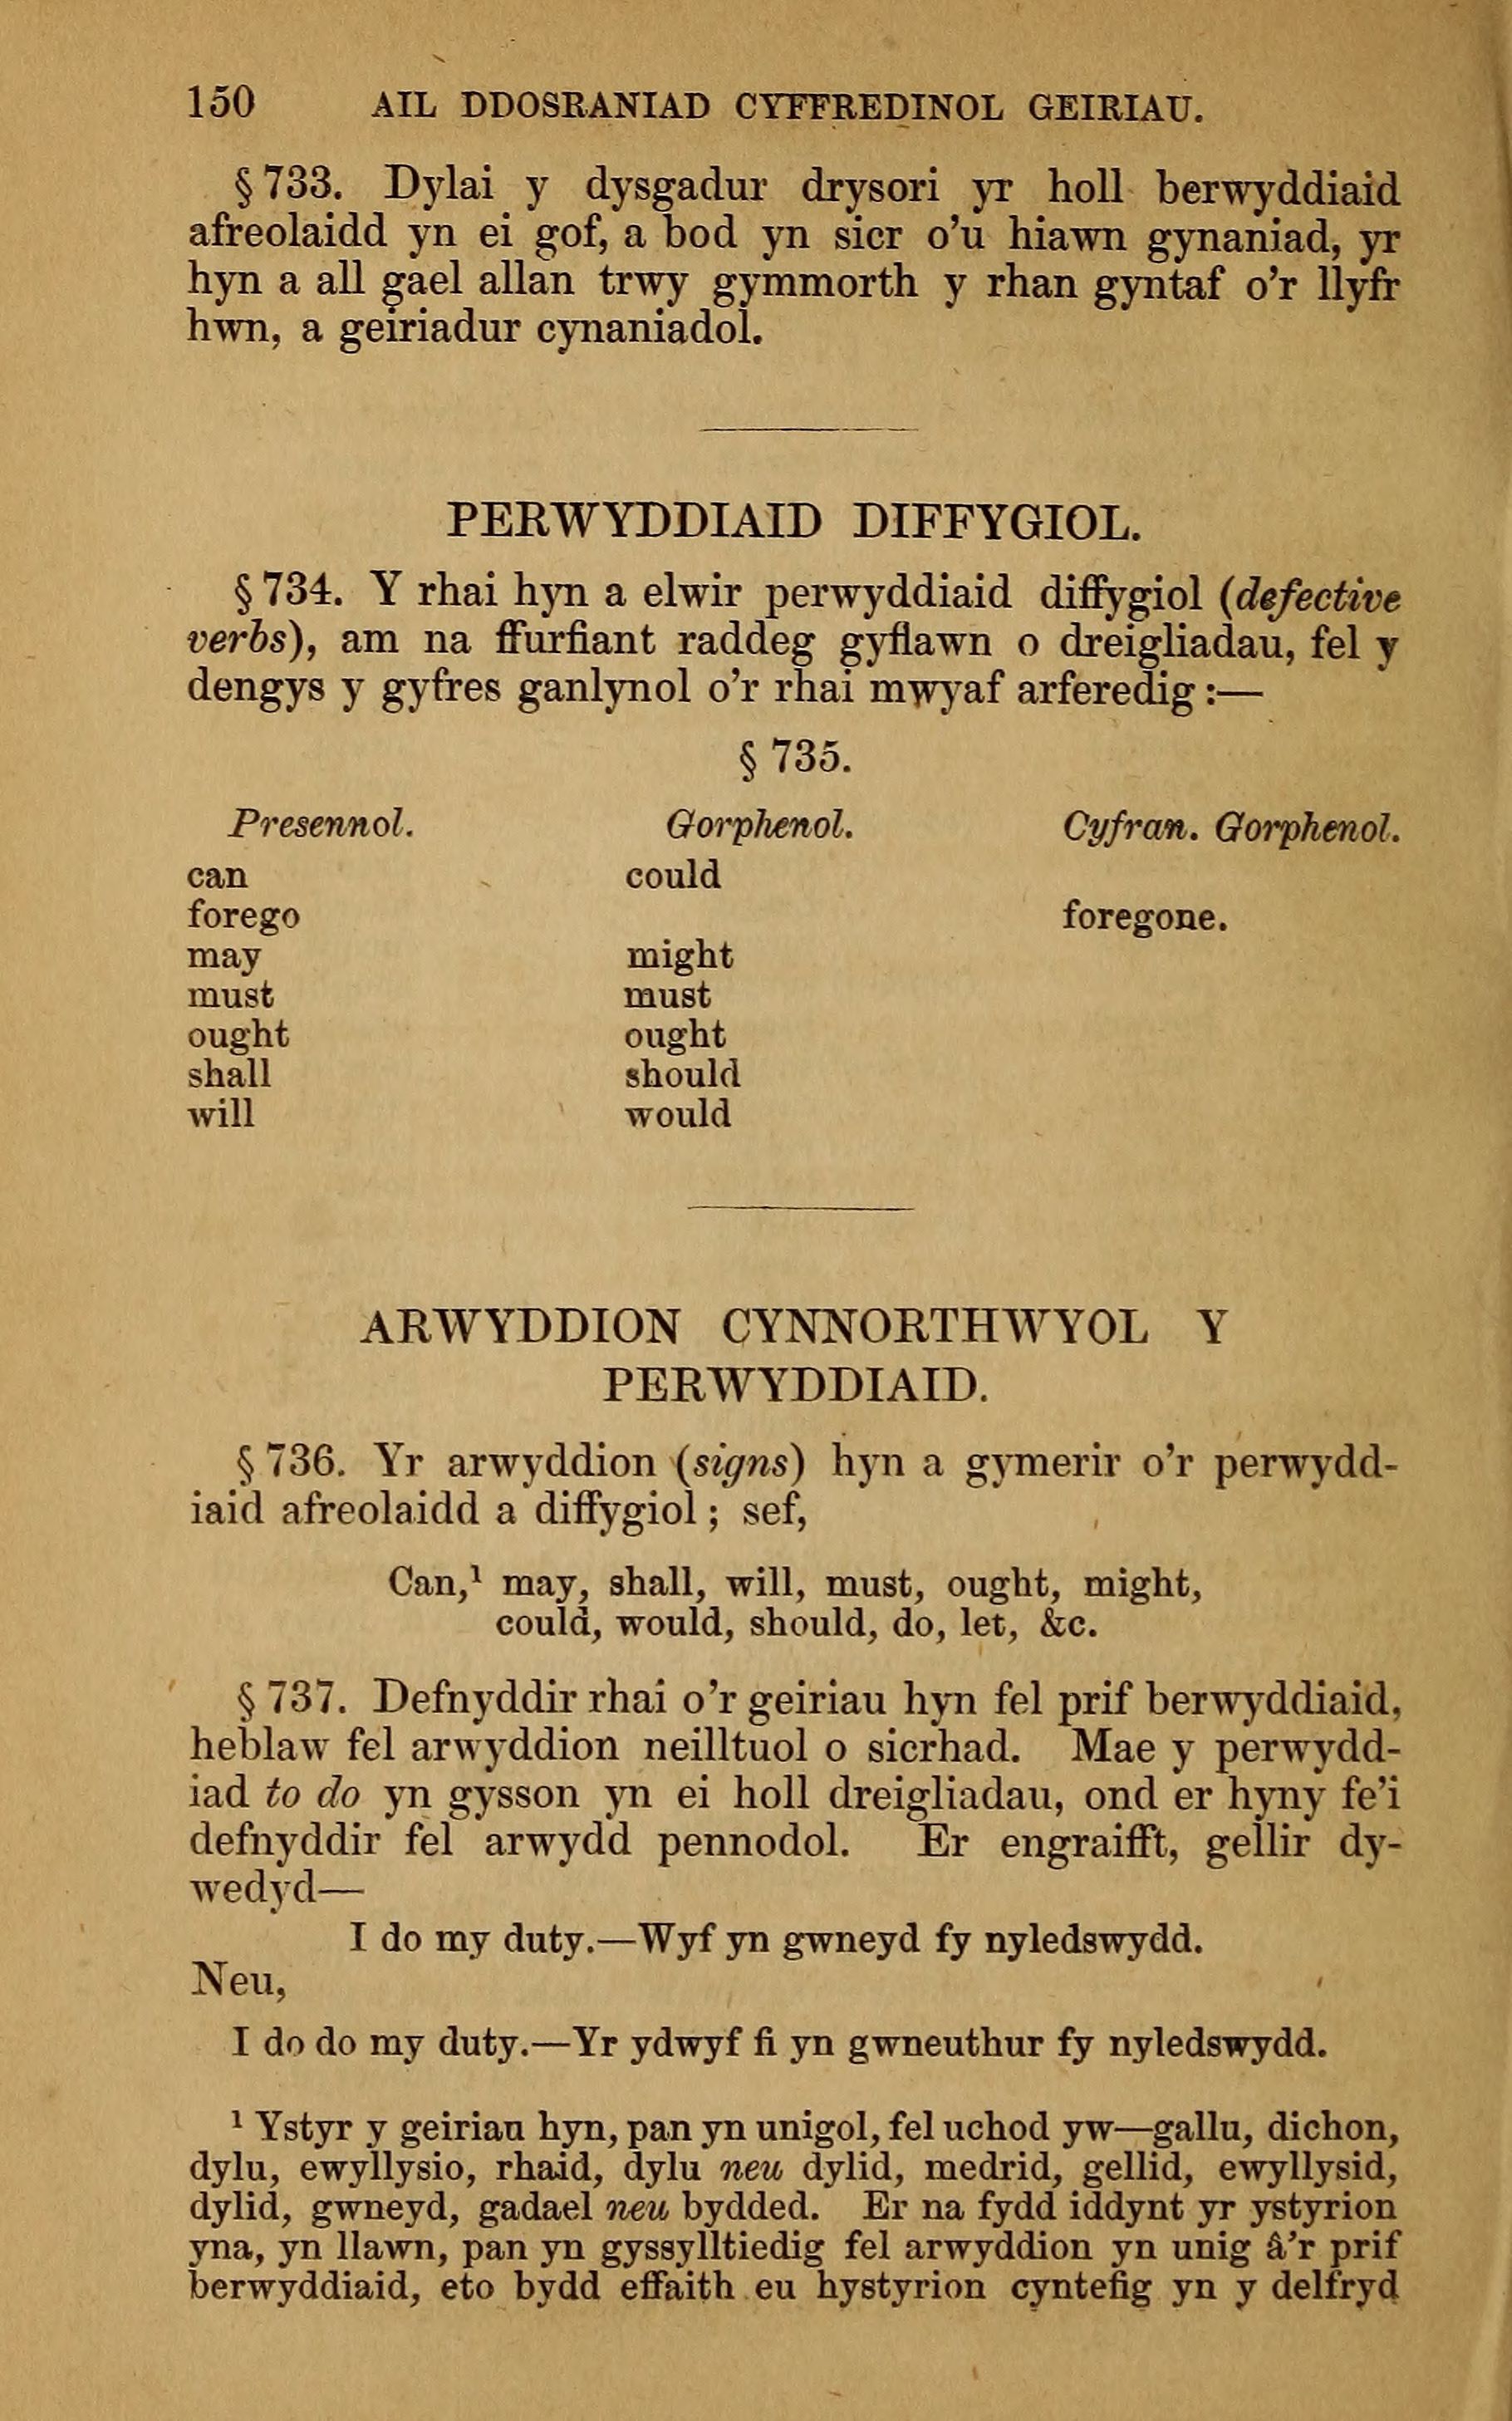 150 AIL DDOSRANIAD CYFFREDINOL GEIRIAU.
§ 733. Dylai y dysgadur drysori yr holl berwyddiaid
afreolaidd yn ei gof, a bod yn sicr o'u hiawn gynaniad, yr
hyn a all gael allan trwy gymmorth y rhan gyntaf o'r llyfr
hwn, a geiriadur cynaniadol.
PERWYDDIAID DIFFYGIOL.
§ 734. Y rhai hyn a elwir perwyddiaid diffygiol (defective
verbs), am na ffurfiant raddeg gyflawn o dreigliadau, fel y
dengys y gyfres ganlynol o'r rhai mwyaf arferedig :—
§ 735.
Presennol. Gorphenol. Cyfran. Gorphenol.
can could
forego foregone.
may might
must must
ought ought
shall should
will would
ARWYDDION CYNNORTHWYOL Y
PERWYDDIAID.
§ 736. Yr arwyddion (signs) hyn a gymerir o'r perwydd-
iaid afreolaidd a diffygiol ; sef,
Can,¹ may, shall, will, must, ought, might,
could, would, should, do, let, &c.
§ 737. Defnyddir rhai o'r geiriau hyn fel prif berwyddiaid,
heblaw fel arwyddion neilltuol o sicrhad. Mae y perwydd-
iad to do yn gysson yn ei holl dreigliadau, ond er hyny fe'i
defnyddir fel arwydd pennodol. Er engraifft, gellir dy-
wedyd—
I do my duty.—Wyf yn gwneyd fy nyledswydd.
Neu,
I do do my duty.—Yr ydwyf fi yn gwneuthur fy nyledswydd.
¹ Ystyr y geiriau hyn, pan yn unigol, fel uchod yw—gallu, dichon,
dylu, ewyllysio, rhaid, dylu neu dylid, medrid, gellid, ewyllysid,
dylid, gwneyd, gadael neu bydded. Er na fydd iddynt yr ystyrion
yna, yn llawn, pan yn gyssylltiedig fel arwyddion yn unig â'r prif
berwyddiaid, eto bydd effaith eu hystyrion cyntefig yn y delfryd